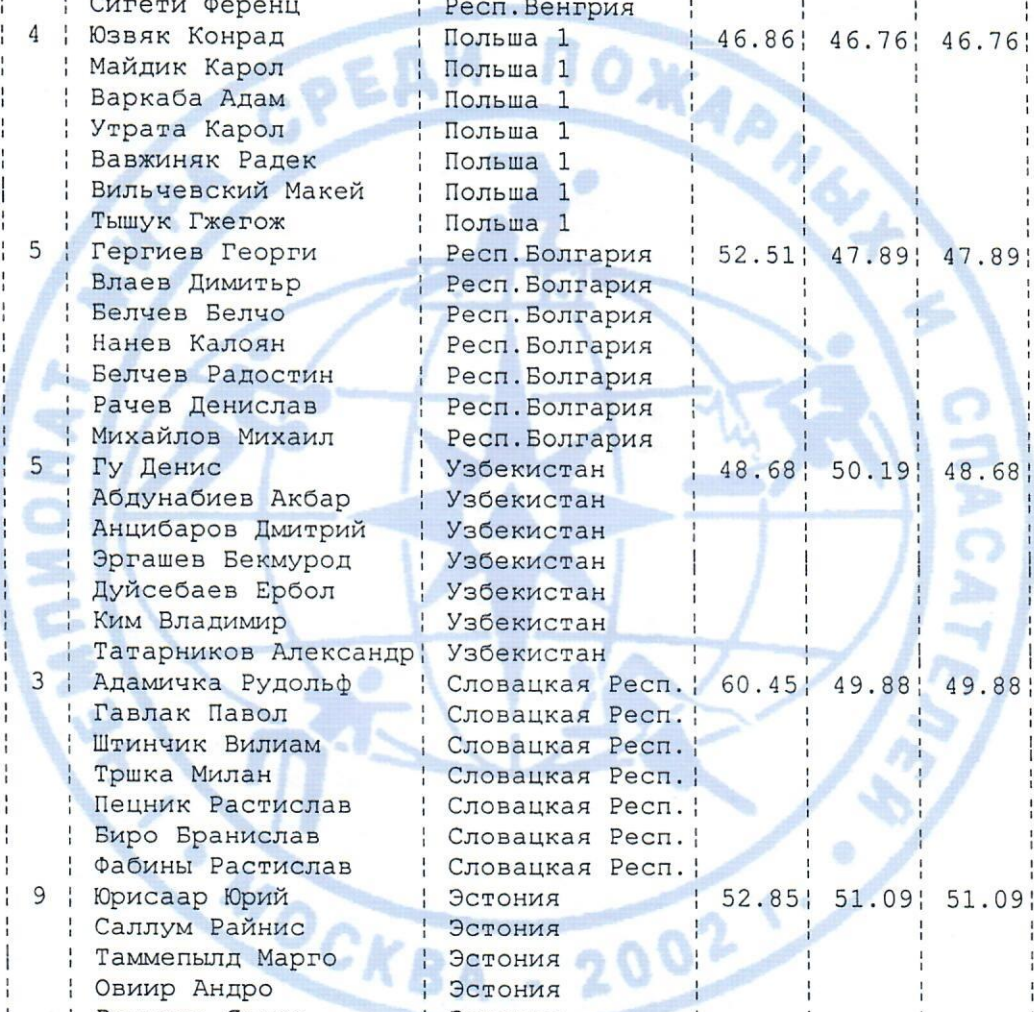 Сигети Ференц Респ.Венгрия
4 Юзвяк Конрад Польша 1 46.86 46.76 46.76
Майдик Карол Польша 1
Варкаба Адам Польша 1
Утрата Карол Польша 1
Вавжиняк Радек Польша 1
Вильчевский Макей Польша 1
Тышук Гжегож Польша 1
5 Гергиев Георги Респ.Болгария 52.51 47.89 47.89
Влаев Димитьр Респ.Болгария
Белчев Белчо Респ.Болгария
Нанев Калоян Респ.Болгария
Белчев Радостин Респ.Болгария
Рачев Денислав Респ.Болгария
Михайлов Михаил Респ.Болгария
5 Гу Денис Узбекистан 48.68 50.19 48.68
Абдунабиев Акбар Узбекистан
Анцибаров Дмитрий Узбекистан
Эргашев Бекмурод Узбекистан
Дуйсебаев Ербол Узбекистан
Ким Владимир Узбекистан
Татарников Александр Узбекистан
3 Адамичка Рудольф Словацкая Респ. 60.45 49.88 49.88
Гавлак Павол Словацкая Респ.
Штинчик Вилиам Словацкая Респ.
Тршка Милан Словацкая Респ.
Пецник Растислав Словацкая Респ.
Биро Бранислав Словацкая Респ.
Фабины Растислав Словацкая Респ.
9 Юрисаар Юрий Эстония 52.85 51.09 51.09
Саллум Райнис Эстония
Таммепылд Марго Эстония
Овиир Андро Эстония
ЧЕМПИОНАТ МИРА СРЕДИ ПОЖАРНЫХ И СПАСАТЕЛЕЙ • МОСКВА - 2002 г •